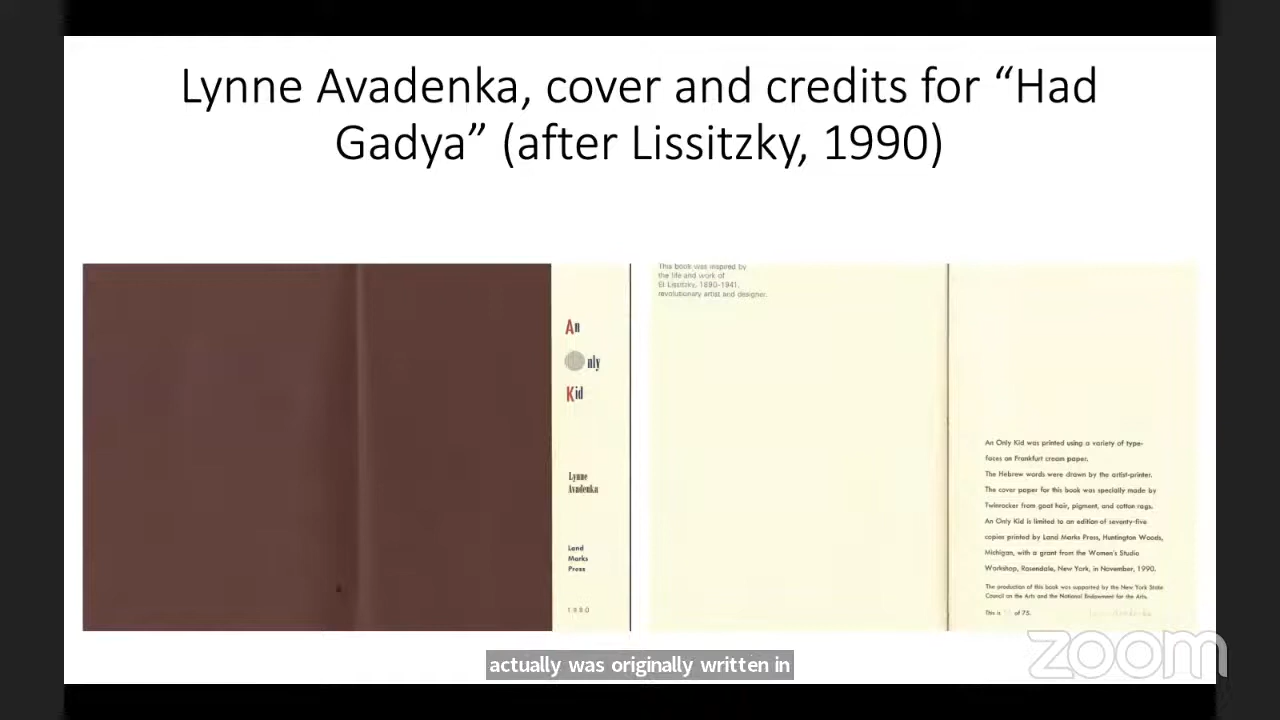 Lynne Avadenka, cover and credits for “Had
Gadya” (after Lissitzky, 1990)
An
Only
Kid
Lynne
Avadenka
Land
Marks
Press
1990
This book was inspired by
the life and work of
El Lissitzky, 1890-1941,
revolutionary artist and designer.
An Only Kid was printed using a variety of type-
faces on Frankfurt cream paper.
The Hebrew words were drawn by the artist-printer.
The cover paper for this book was specially made by
Twinrocker from goat hair, pigment, and cotton rags.
An Only Kid is limited to an edition of seventy-five
copies printed by Land Marks Press, Huntington Woods,
Michigan, with a grant from the Women's Studio
Workshop, Rosendale, New York, in November, 1990.
The production of this book was supported by the New York State
Council on the Arts and the National Endowment for the Arts.
This is of 75.
zoom
actually was originally written in